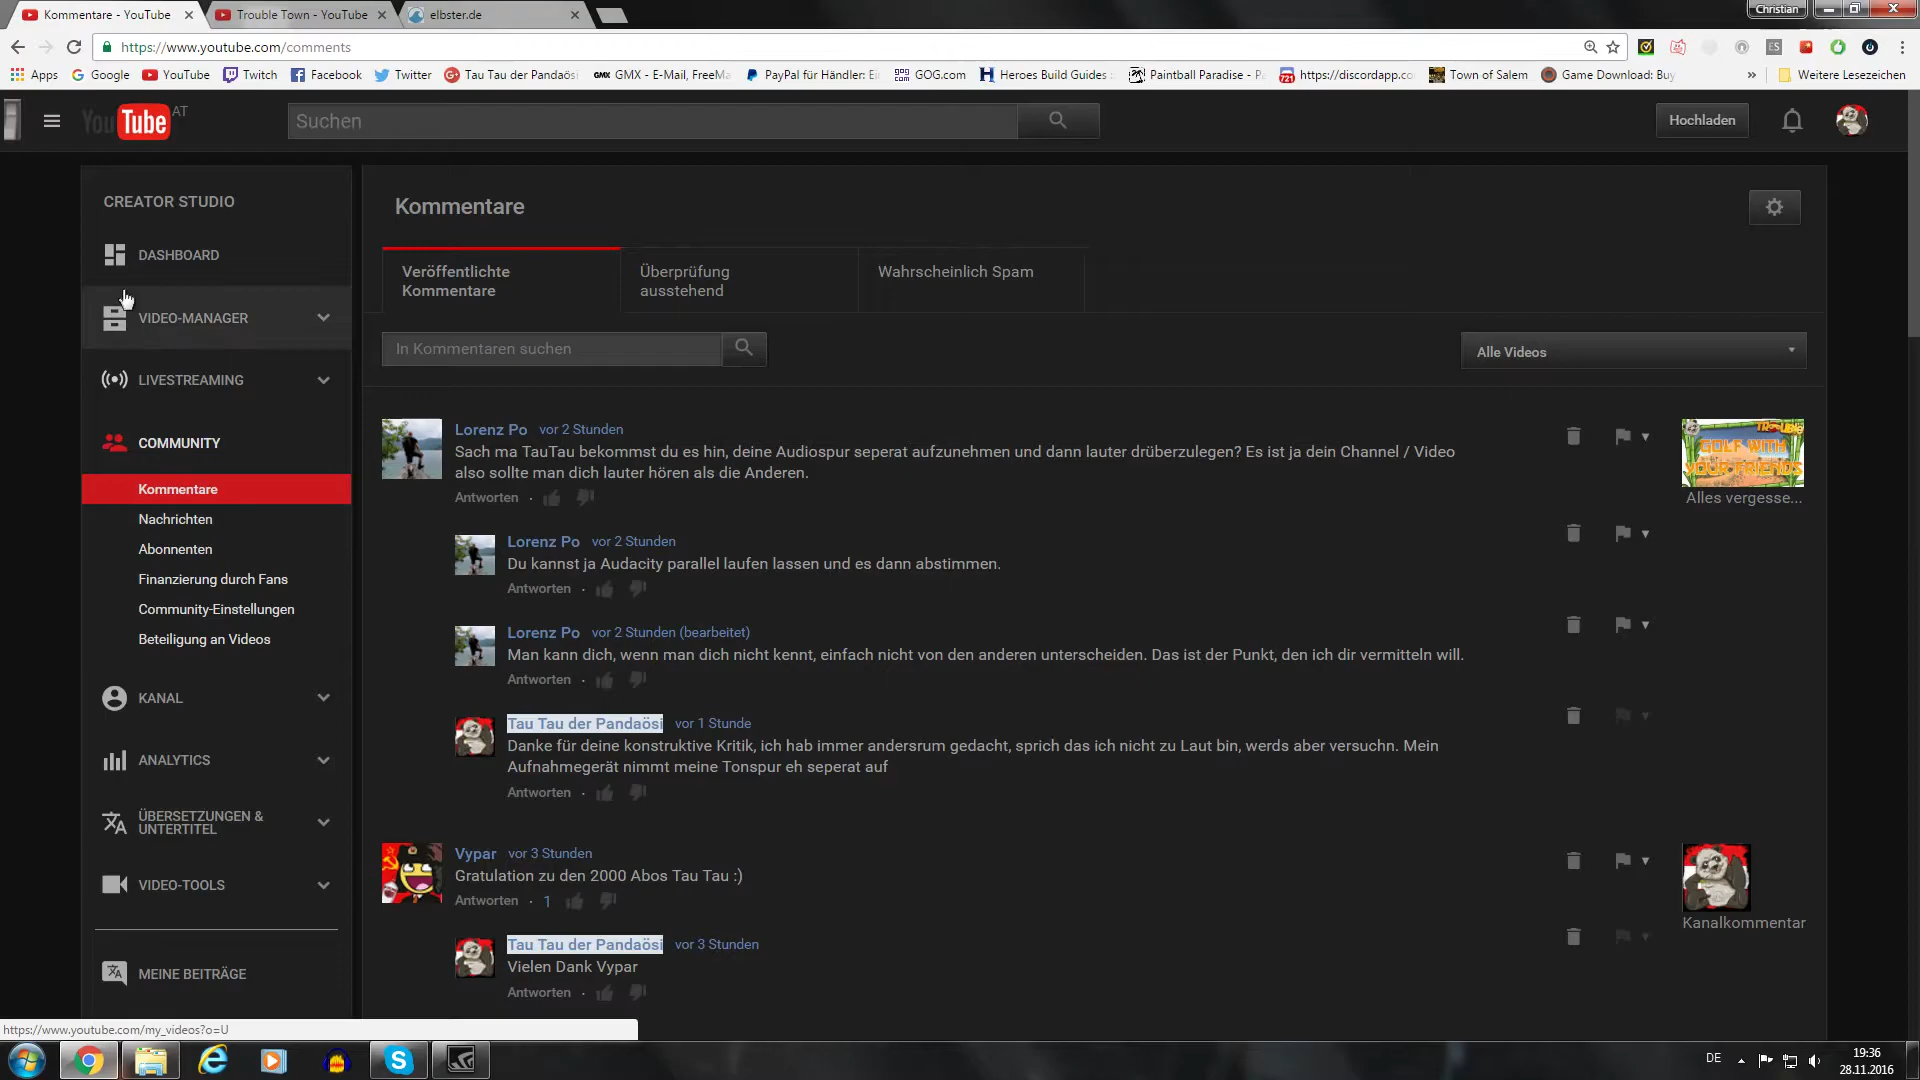 Kommentare - YouTube
Trouble Town - YouTube
elbster.de
Christian
https://www.youtube.com/comments
Apps
Google
YouTube
Twitch
Facebook
Twitter
Tau Tau der Pandaös
GMX - E-Mail, FreeMa
PayPal für Händler: Ei
GOG.com
Heroes Build Guides
Paintball Paradise - P
https://discordapp.co
Town of Salem
Game Download: Buy
»
Weitere Lesezeichen
YouTube AT
Suchen
Hochladen
CREATOR STUDIO
DASHBOARD
VIDEO-MANAGER
LIVESTREAMING
COMMUNITY
Kommentare
Nachrichten
Abonnenten
Finanzierung durch Fans
Community-Einstellungen
Beteiligung an Videos
KANAL
ANALYTICS
ÜBERSETZUNGEN &
UNTERTITEL
VIDEO-TOOLS
MEINE BEITRÄGE
Kommentare
Veröffentlichte
Kommentare
Überprüfung
ausstehend
Wahrscheinlich Spam
In Kommentaren suchen
Alle Videos
Lorenz Po vor 2 Stunden
Sach ma TauTau bekommst du es hin, deine Audiospur seperat aufzunehmen und dann lauter drüberzulegen? Es ist ja dein Channel / Video
also sollte man dich lauter hören als die Anderen.
Antworten ·
GOLF WITH
YOUR FRIENDS
Alles vergesse...
Lorenz Po vor 2 Stunden
Du kannst ja Audacity parallel laufen lassen und es dann abstimmen.
Antworten ·
Lorenz Po vor 2 Stunden (bearbeitet)
Man kann dich, wenn man dich nicht kennt, einfach nicht von den anderen unterscheiden. Das ist der Punkt, den ich dir vermitteln will.
Antworten ·
Tau Tau der Pandaösi vor 1 Stunde
Danke für deine konstruktive Kritik, ich hab immer andersrum gedacht, sprich das ich nicht zu Laut bin, werds aber versuchn. Mein
Aufnahmegerät nimmt meine Tonspur eh seperat auf
Antworten ·
Vypar vor 3 Stunden
Gratulation zu den 2000 Abos Tau Tau :)
Antworten · 1
Kanalkommentar
Tau Tau der Pandaösi vor 3 Stunden
Vielen Dank Vypar
Antworten ·
https://www.youtube.com/my_videos?o=U
DE
19:36
28.11.2016